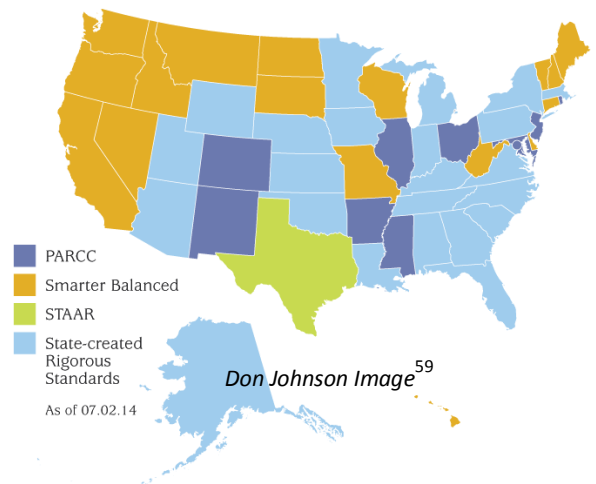 PARCC
Smarter Balanced
STAAR
State-created
Rigorous
Standards
As of 07.02.14
Don Johnson Image59